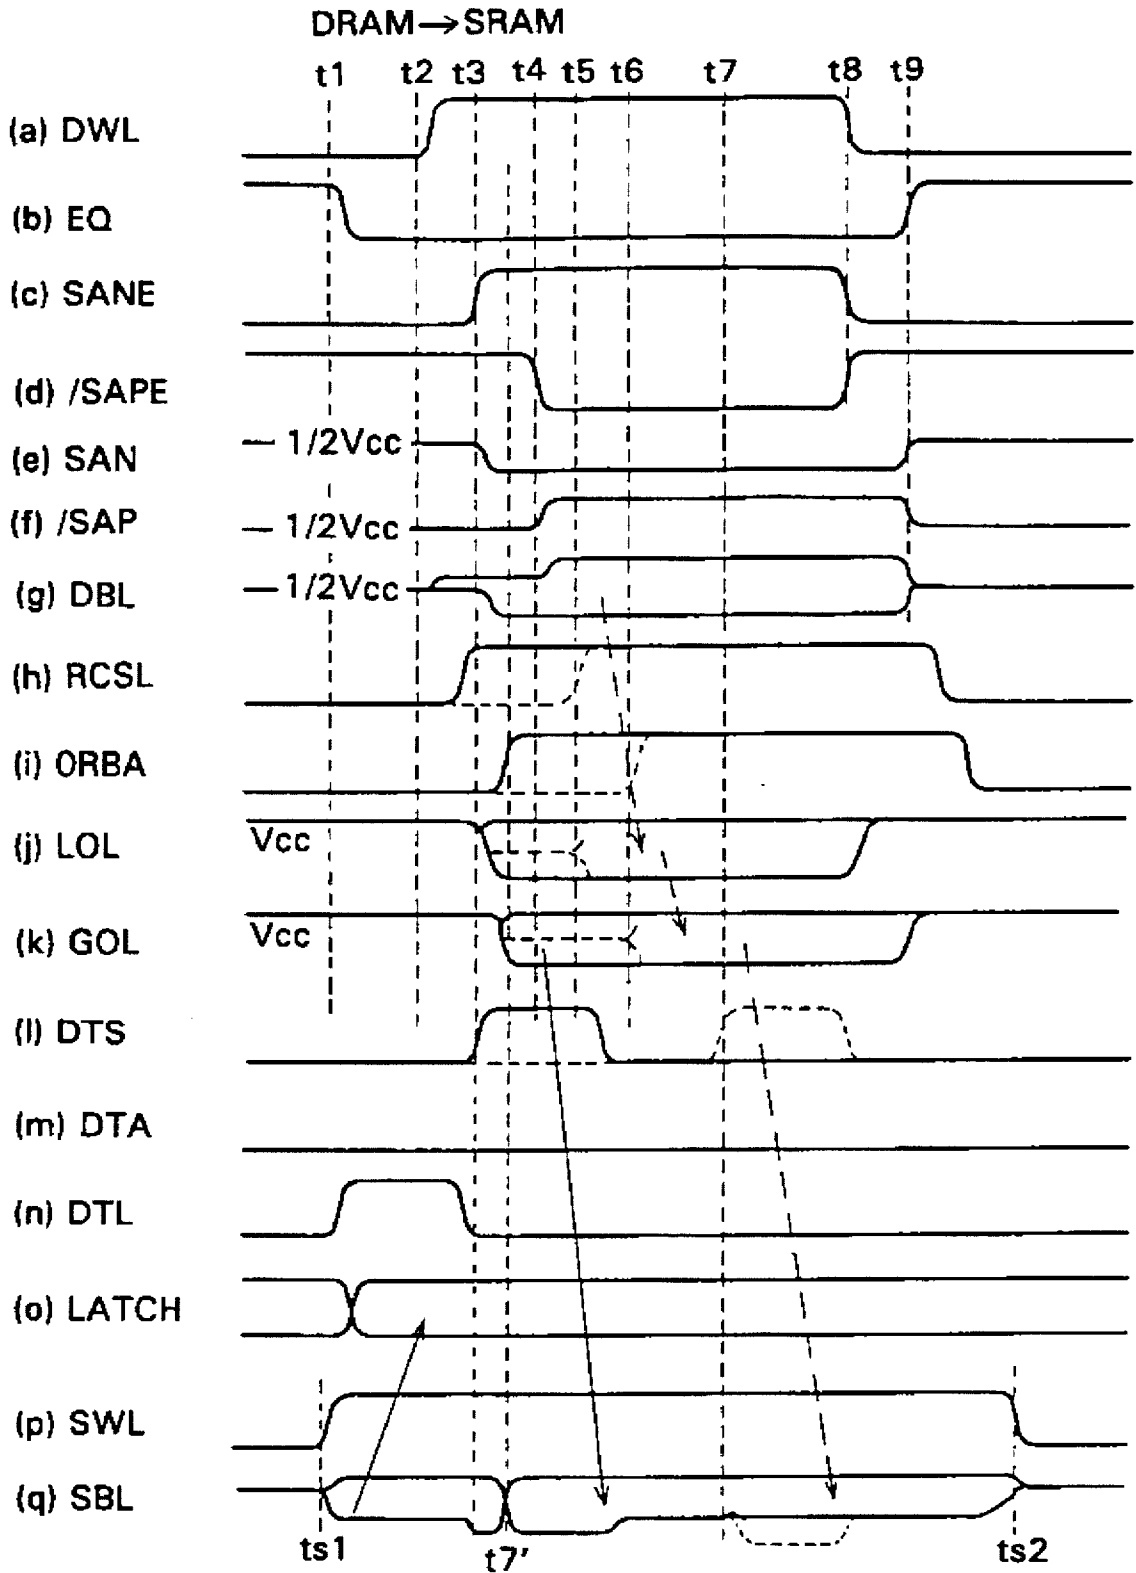 DRAM→SRAM
t1 t2 t3 t4 t5 t6 t7 t8 t9
(a) DWL
(b) EQ
(c) SANE
(d) /SAPE
1/2Vcc
(e) SAN
(f) /SAP
1/2Vcc
(g) DBL
1/2Vcc
(h) RCSL
(i) ORBA
(j) LOL
Vcc
(k) GOL
Vcc
(l) DTS
(m) DTA
(n) DTL
(o) LATCH
(p) SWL
(q) SBL
ts1 t7' ts2